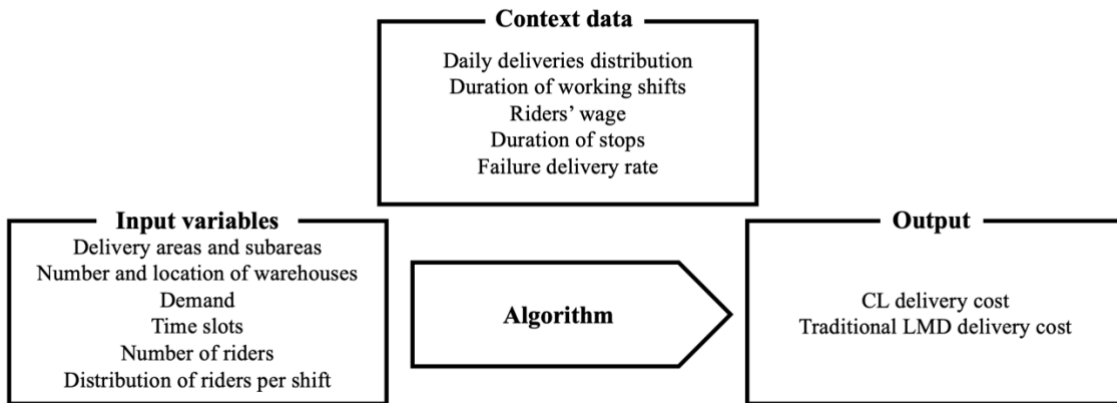 Context data
Daily deliveries distribution
Duration of working shifts
Riders’ wage
Duration of stops
Failure delivery rate
Input variables
Delivery areas and subareas
Number and location of warehouses
Demand
Time slots
Number of riders
Distribution of riders per shift
Algorithm
Output
CL delivery cost
Traditional LMD delivery cost